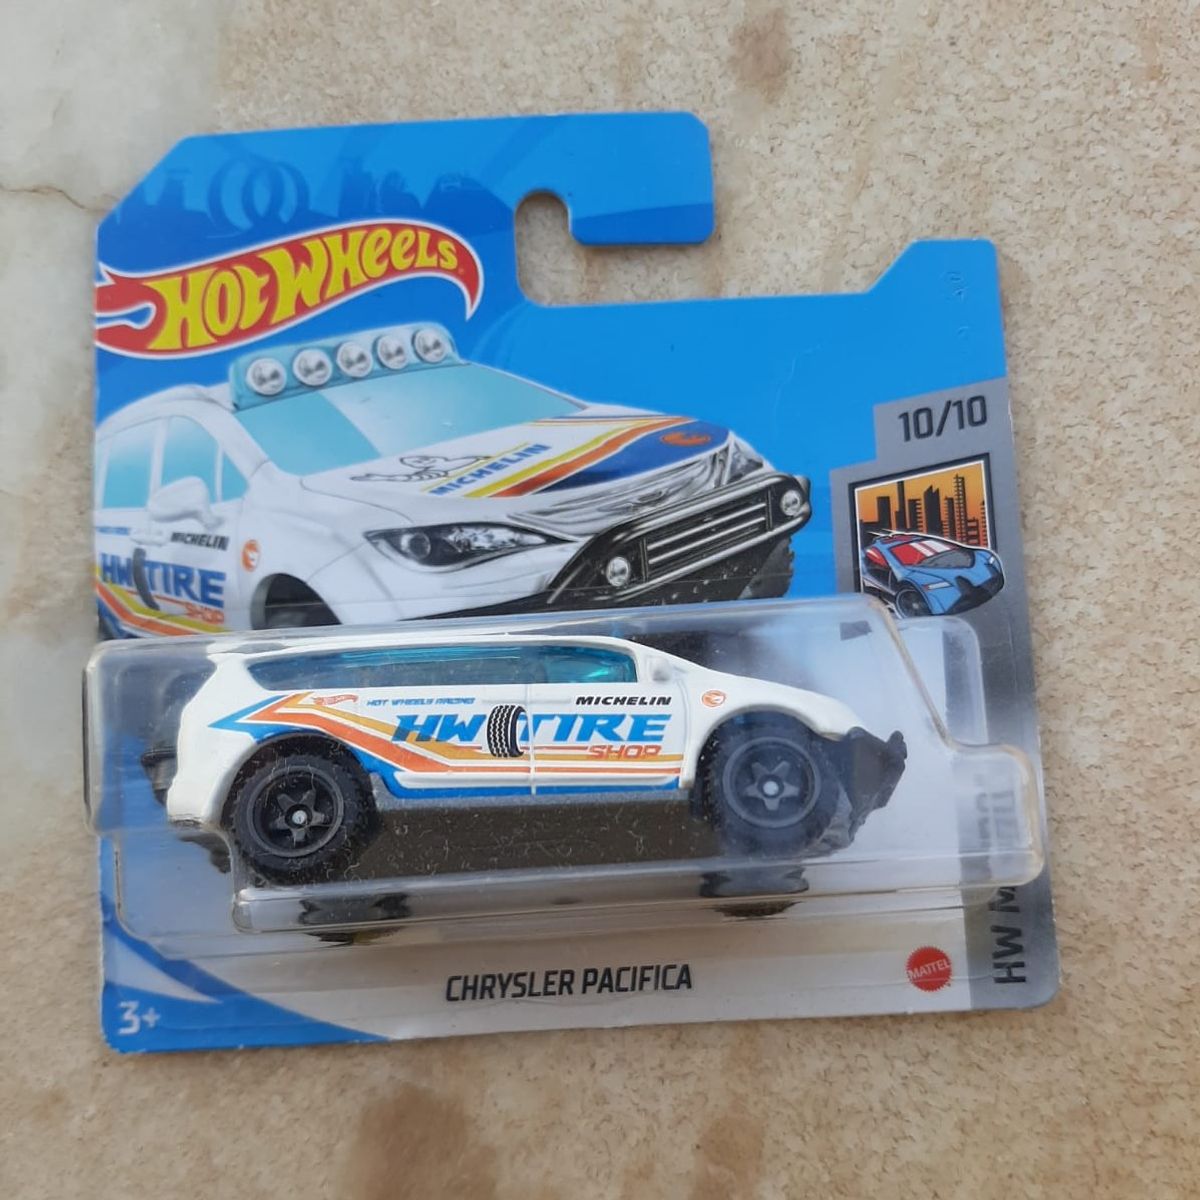 HOT WHEELS
10/10
MICHELIN
MICHELIN
HW TIRE
SHOP
HOT WHEELS RACING
MICHELIN
HW TIRE
SHOP
HW
CHRYSLER PACIFICA
MATTEL
3+